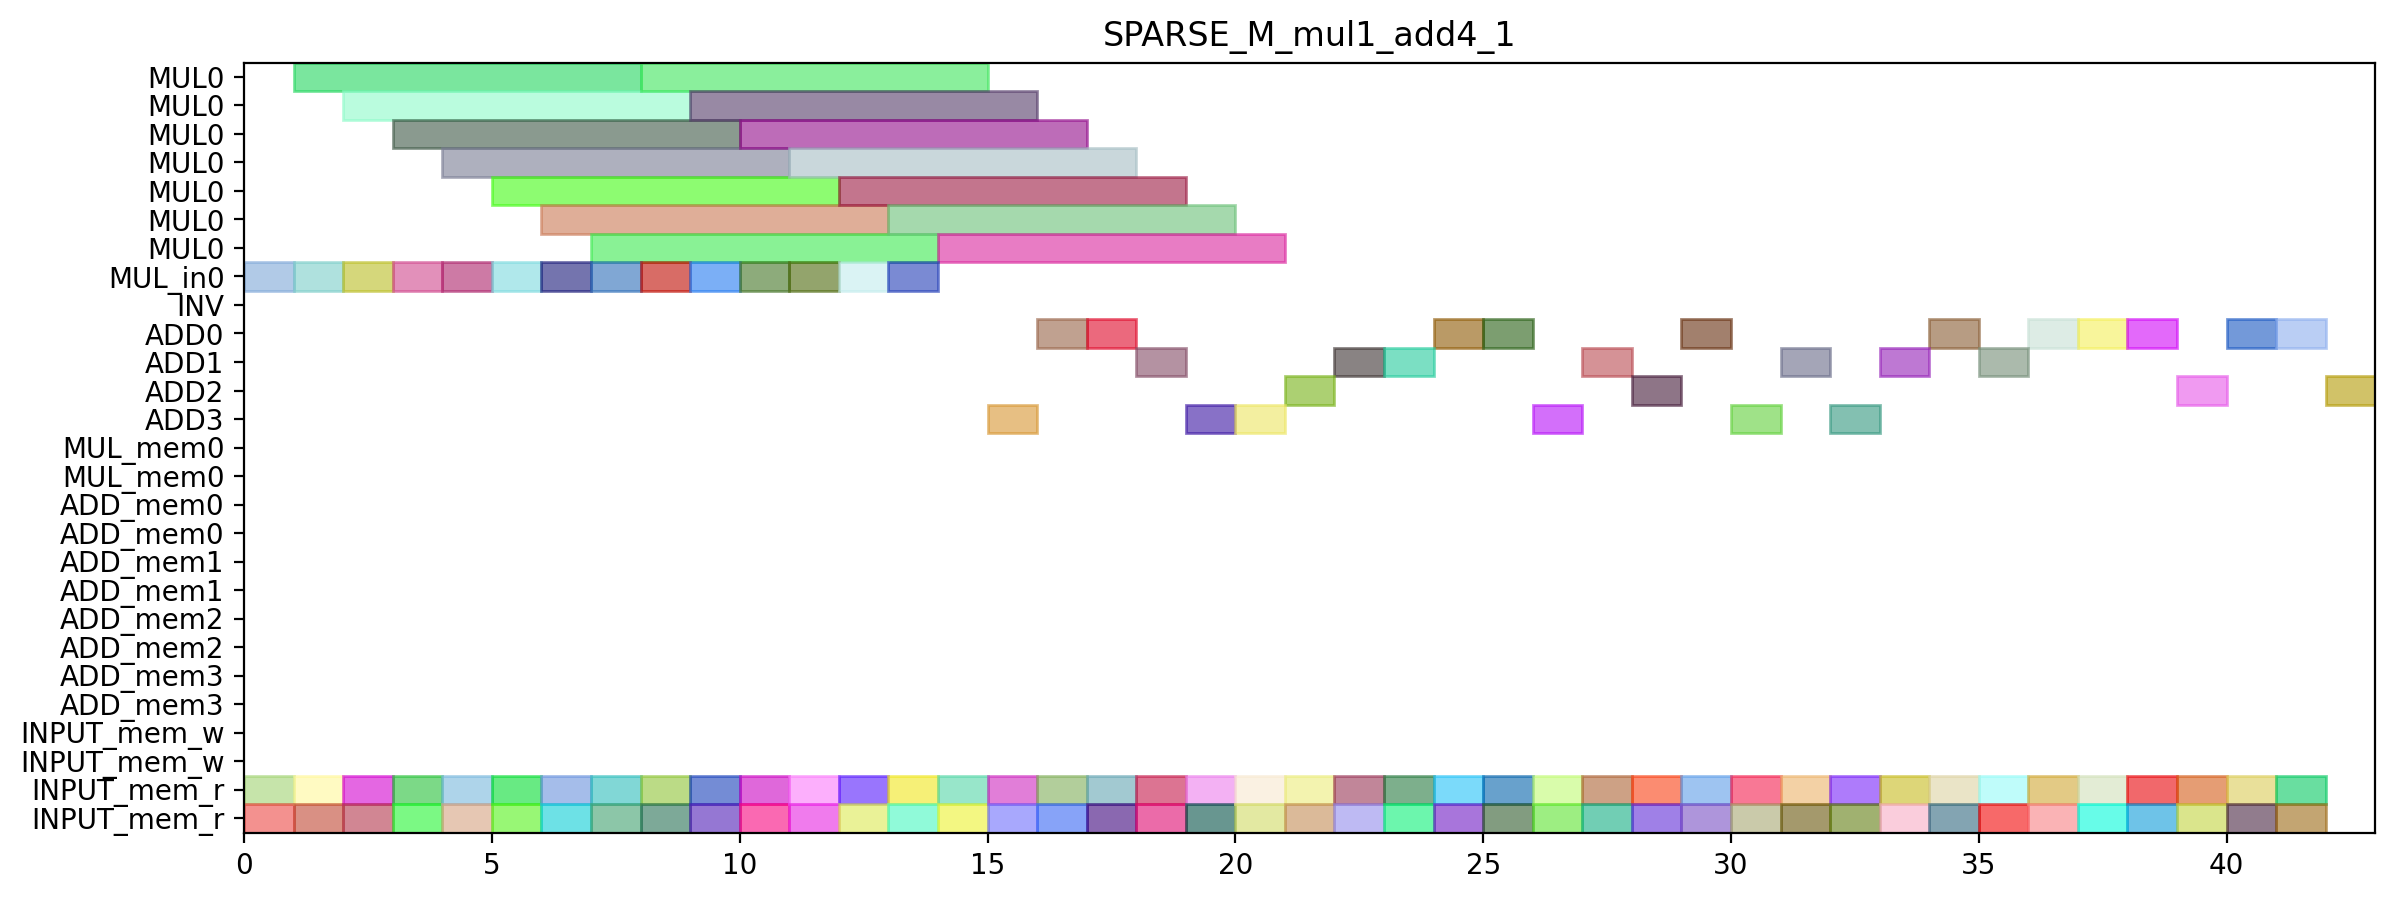 SPARSE_M_mul1_add4_1
MUL0
MUL0
MUL0
MUL0
MUL0
MUL0
MUL0
MUL_in0
INV
ADD0
ADD1
ADD2
ADD3
MUL_mem0
MUL_mem0
ADD_mem0
ADD_mem0
ADD_mem1
ADD_mem1
ADD_mem2
ADD_mem2
ADD_mem3
ADD_mem3
INPUT_mem_w
INPUT_mem_w
INPUT_mem_r
INPUT_mem_r
0 5 10 15 20 25 30 35 40